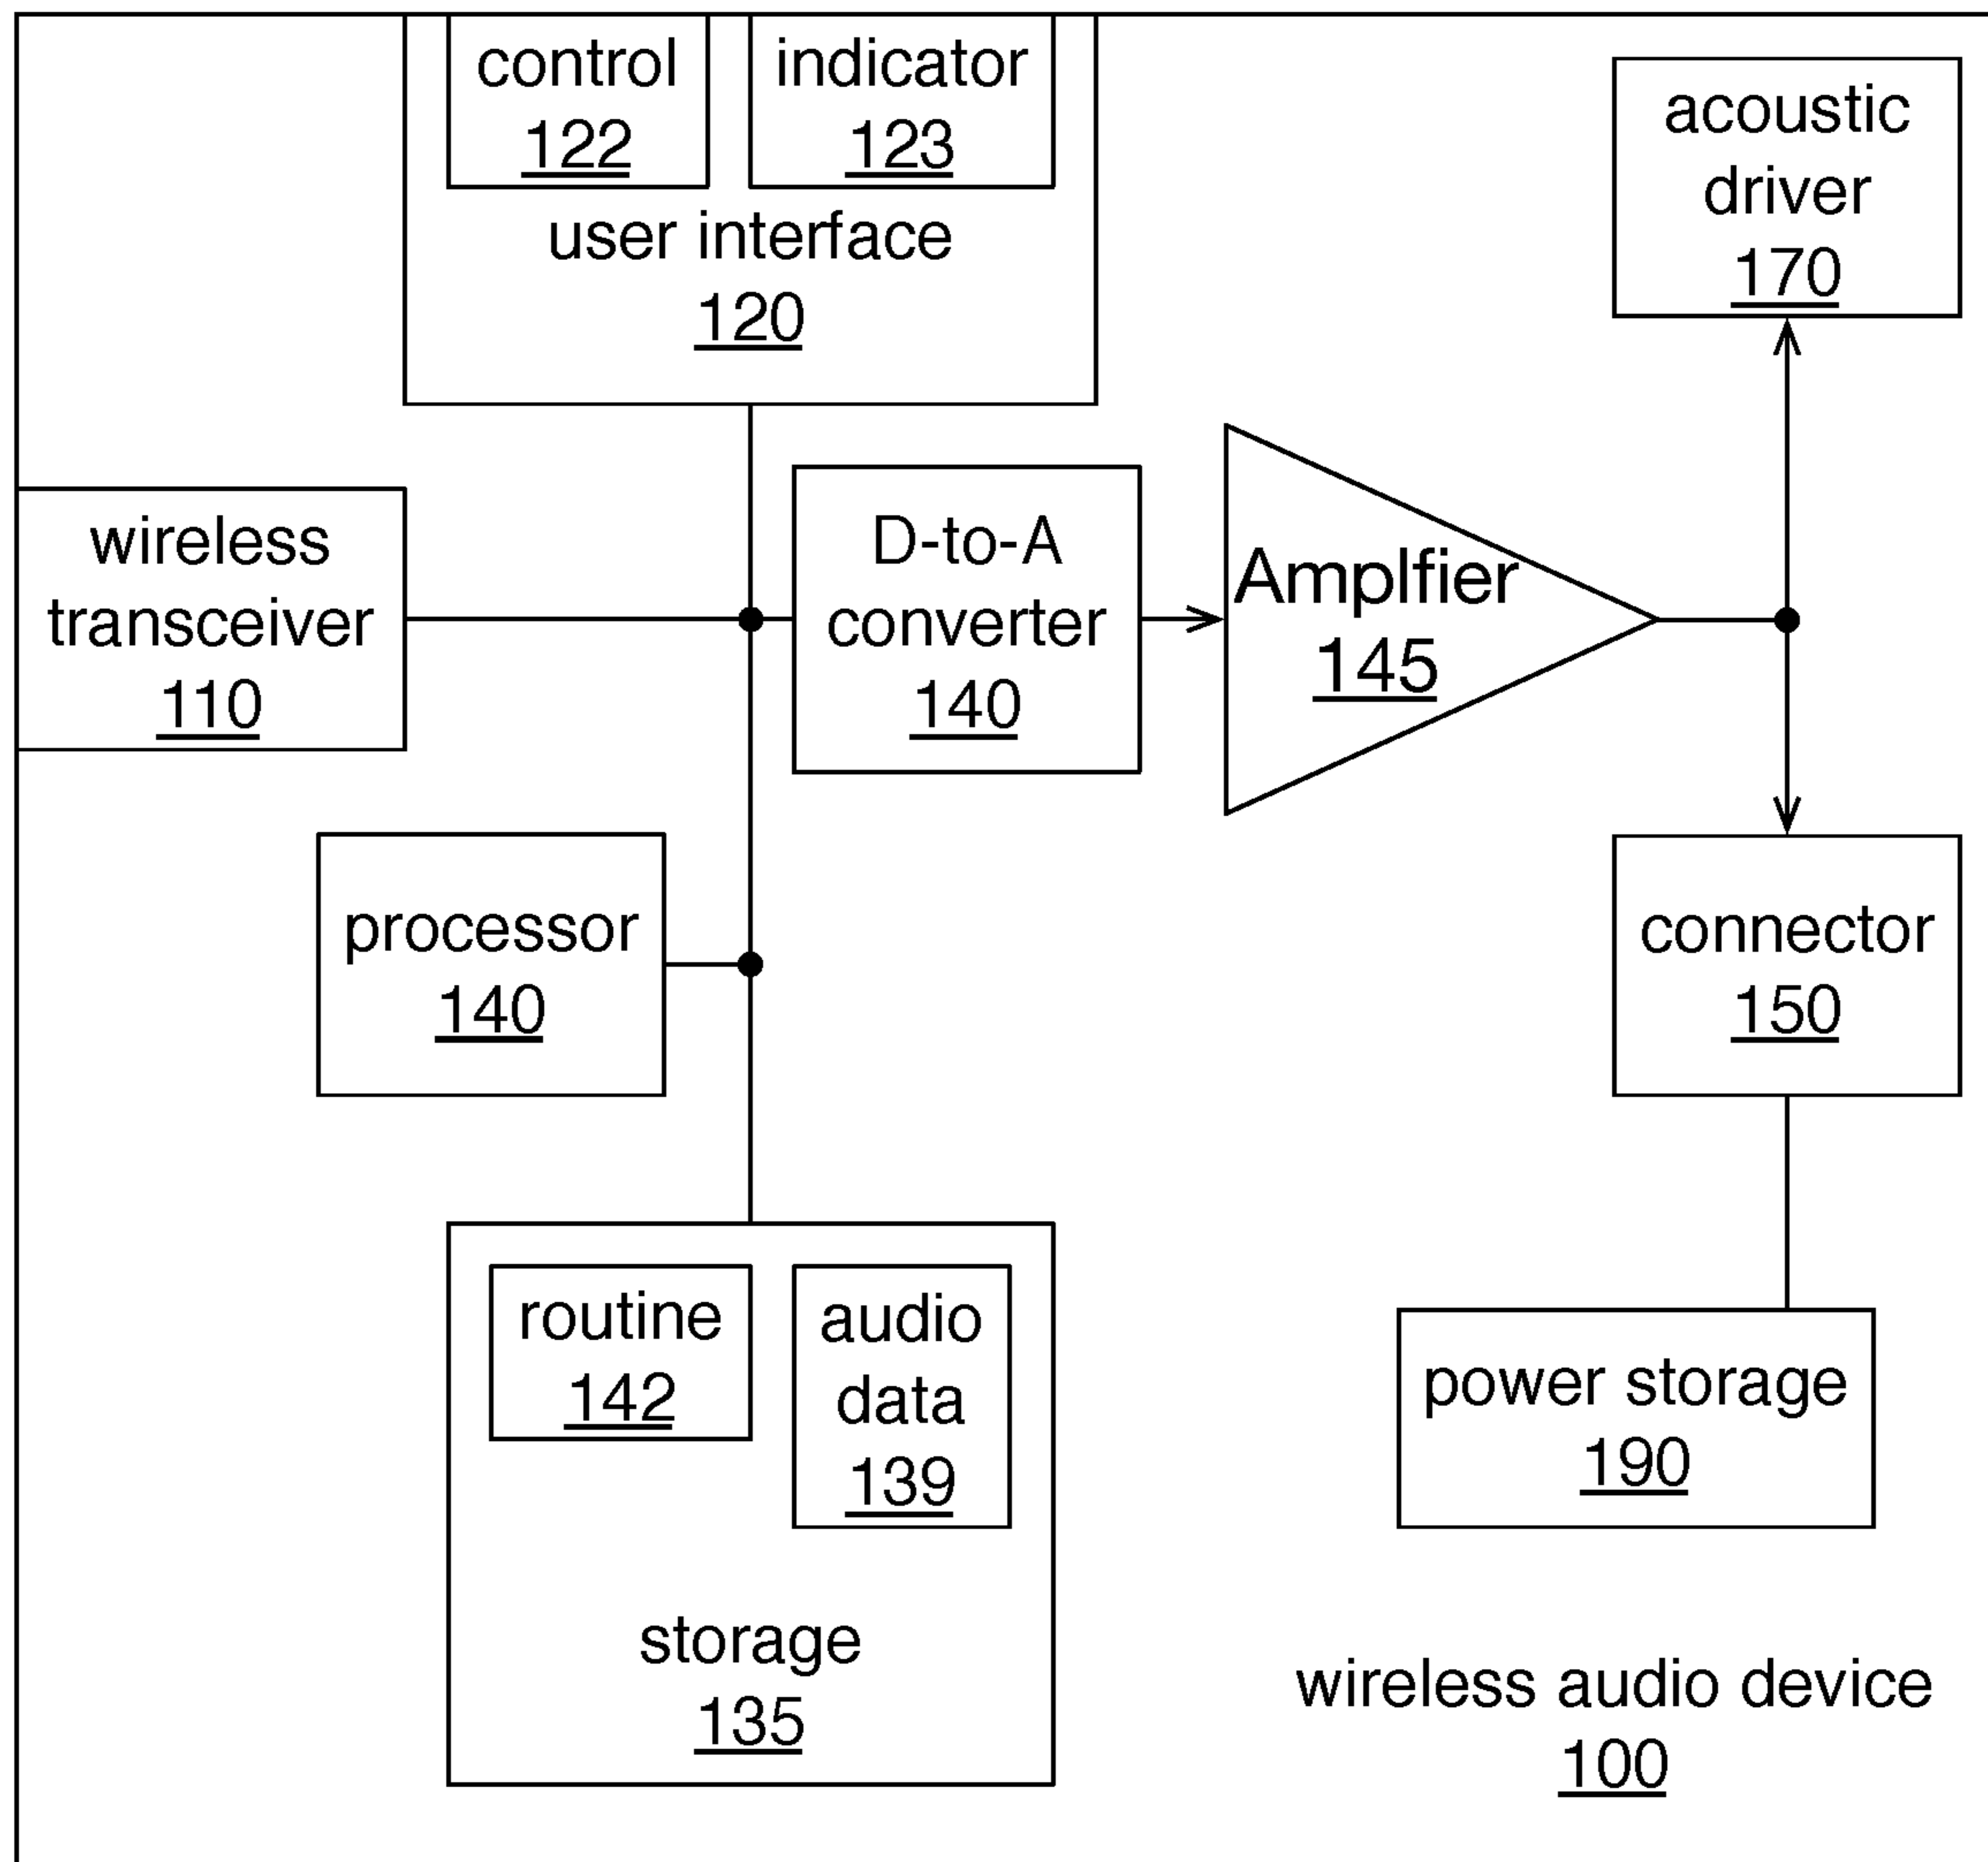 control
122
indicator
123
user interface
120
acoustic
driver
170
wireless
transceiver
110
D-to-A
converter
140
Amplfier
145
processor
140
connector
150
routine
142
audio
data
139
storage
135
power storage
190
wireless audio device
100